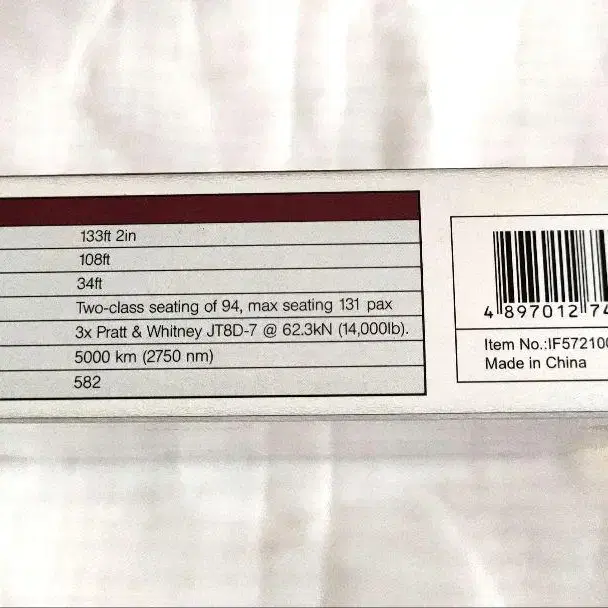 133ft 2in
108ft
34ft
Two-class seating of 94, max seating 131 pax
3x Pratt & Whitney JT8D-7 @ 62.3kN (14,000lb).
5000 km (2750 nm)
582
4 897012 74
Item No.:IF572100
Made in China